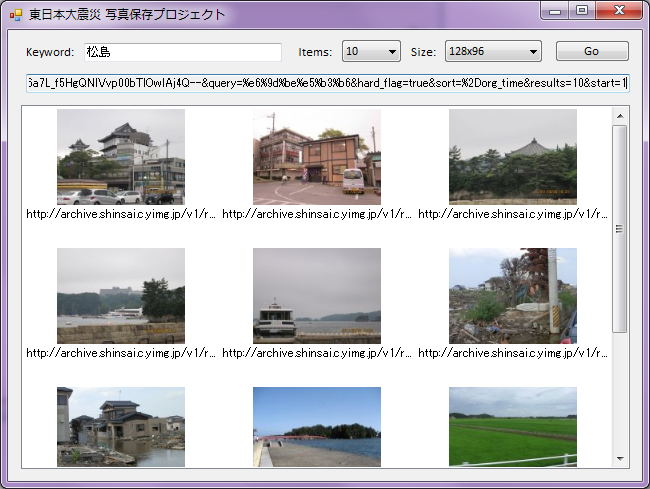 東日本大震災 写真保存プロジェクト
Keyword: 松島 Items: 10 Size: 128x96 Go
6a7L_f5HgQNIVvp00bTlOwIAj4Q--&query=%e6%9d%be%e5%b3%b6&hard_flag=true&sort=%2Dorg_time&results=10&start=1
http://archive.shinsai.c.yimg.jp/v1/r... http://archive.shinsai.c.yimg.jp/v1/r... http://archive.shinsai.c.yimg.jp/v1/r...
http://archive.shinsai.c.yimg.jp/v1/r... http://archive.shinsai.c.yimg.jp/v1/r... http://archive.shinsai.c.yimg.jp/v1/r...